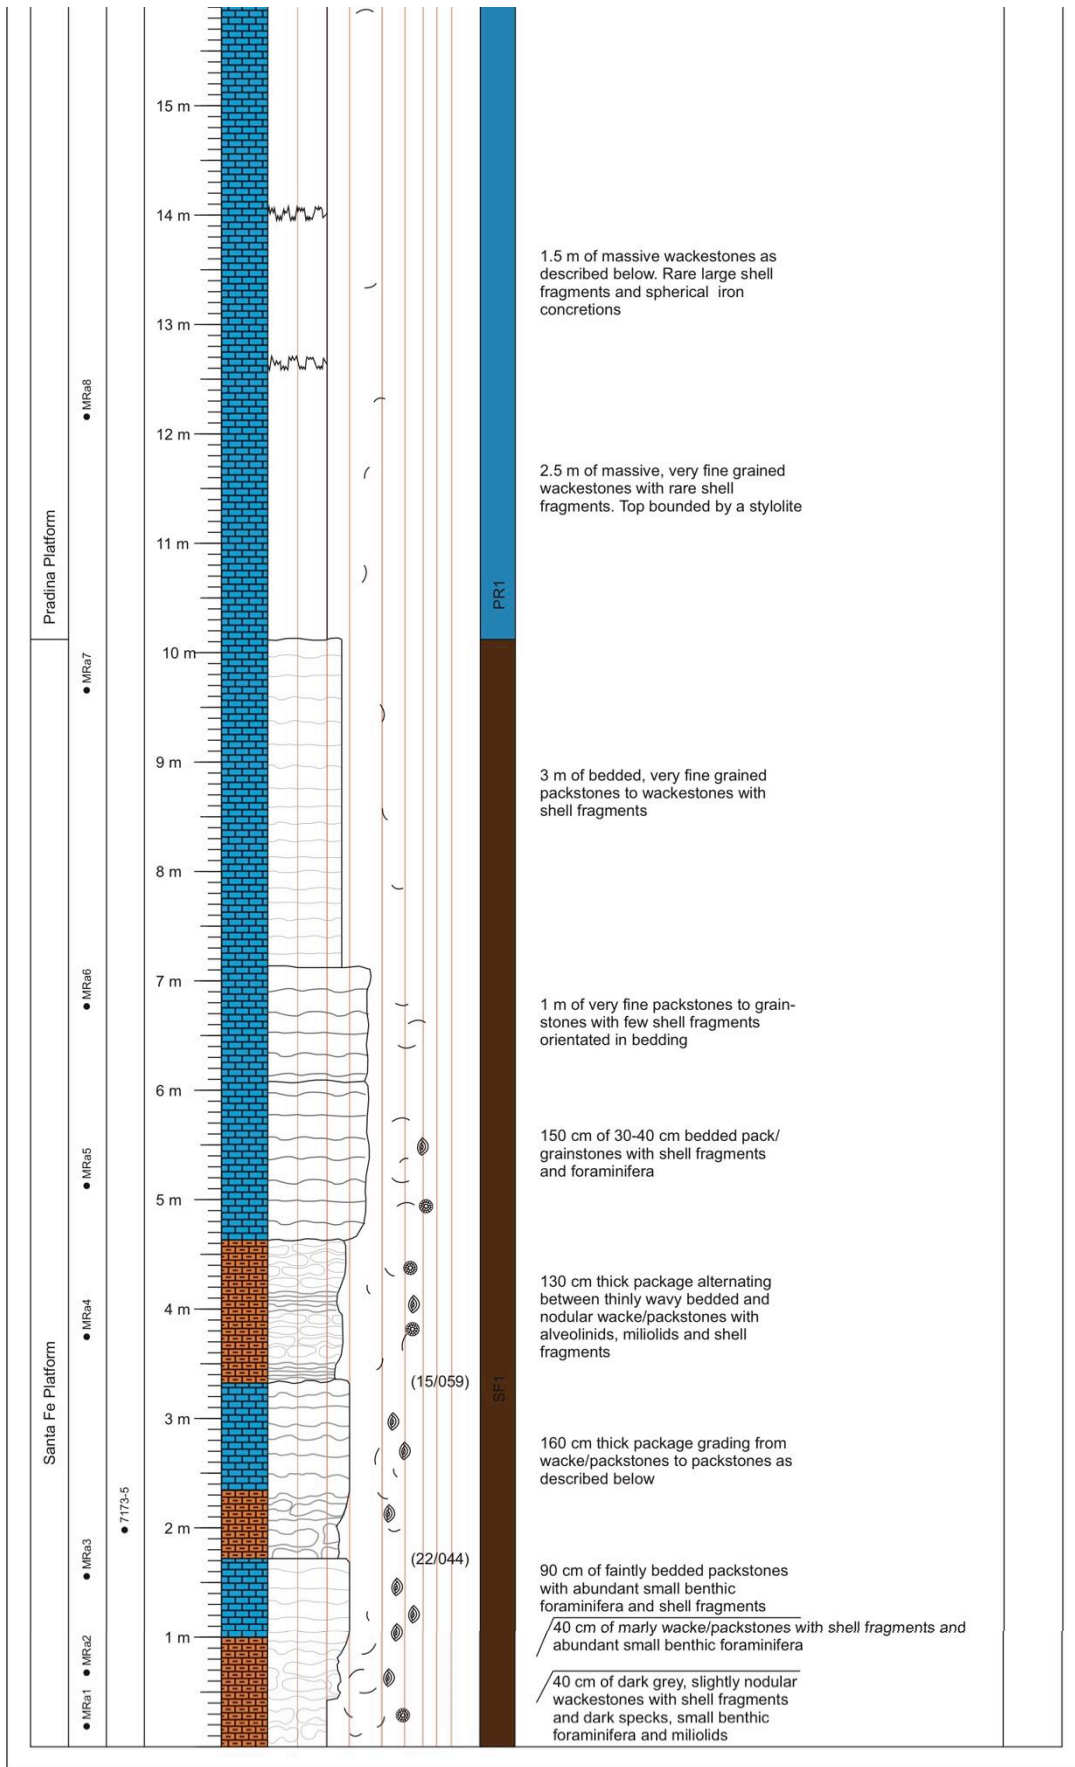 15 m
14 m
1.5 m of massive wackestones as
described below. Rare large shell
fragments and spherical iron
concretions
13 m
MRa8
12 m
2.5 m of massive, very fine grained
wackestones with rare shell
fragments. Top bounded by a stylolite
11 m
Pradina Platform
PR1
10 m
MRa7
9 m
3 m of bedded, very fine grained
packstones to wackestones with
shell fragments
8 m
7 m
MRa6
1 m of very fine packstones to grain-
stones with few shell fragments
orientated in bedding
6 m
150 cm of 30-40 cm bedded pack/
grainstones with shell fragments
and foraminifera
MRa5
5 m
130 cm thick package alternating
between thinly wavy bedded and
nodular wacke/packstones with
alveolinids, miliolids and shell
fragments
4 m
MRa4
(15/059)
SF1
Santa Fe Platform
3 m
160 cm thick package grading from
wacke/packstones to packstones as
described below
7173-5
2 m
MRa3
(22/044)
90 cm of faintly bedded packstones
with abundant small benthic
foraminifera and shell fragments
40 cm of marly wacke/packstones with shell fragments and
abundant small benthic foraminifera
1 m
MRa2
40 cm of dark grey, slightly nodular
wackestones with shell fragments
and dark specks, small benthic
foraminifera and miliolids
MRa1